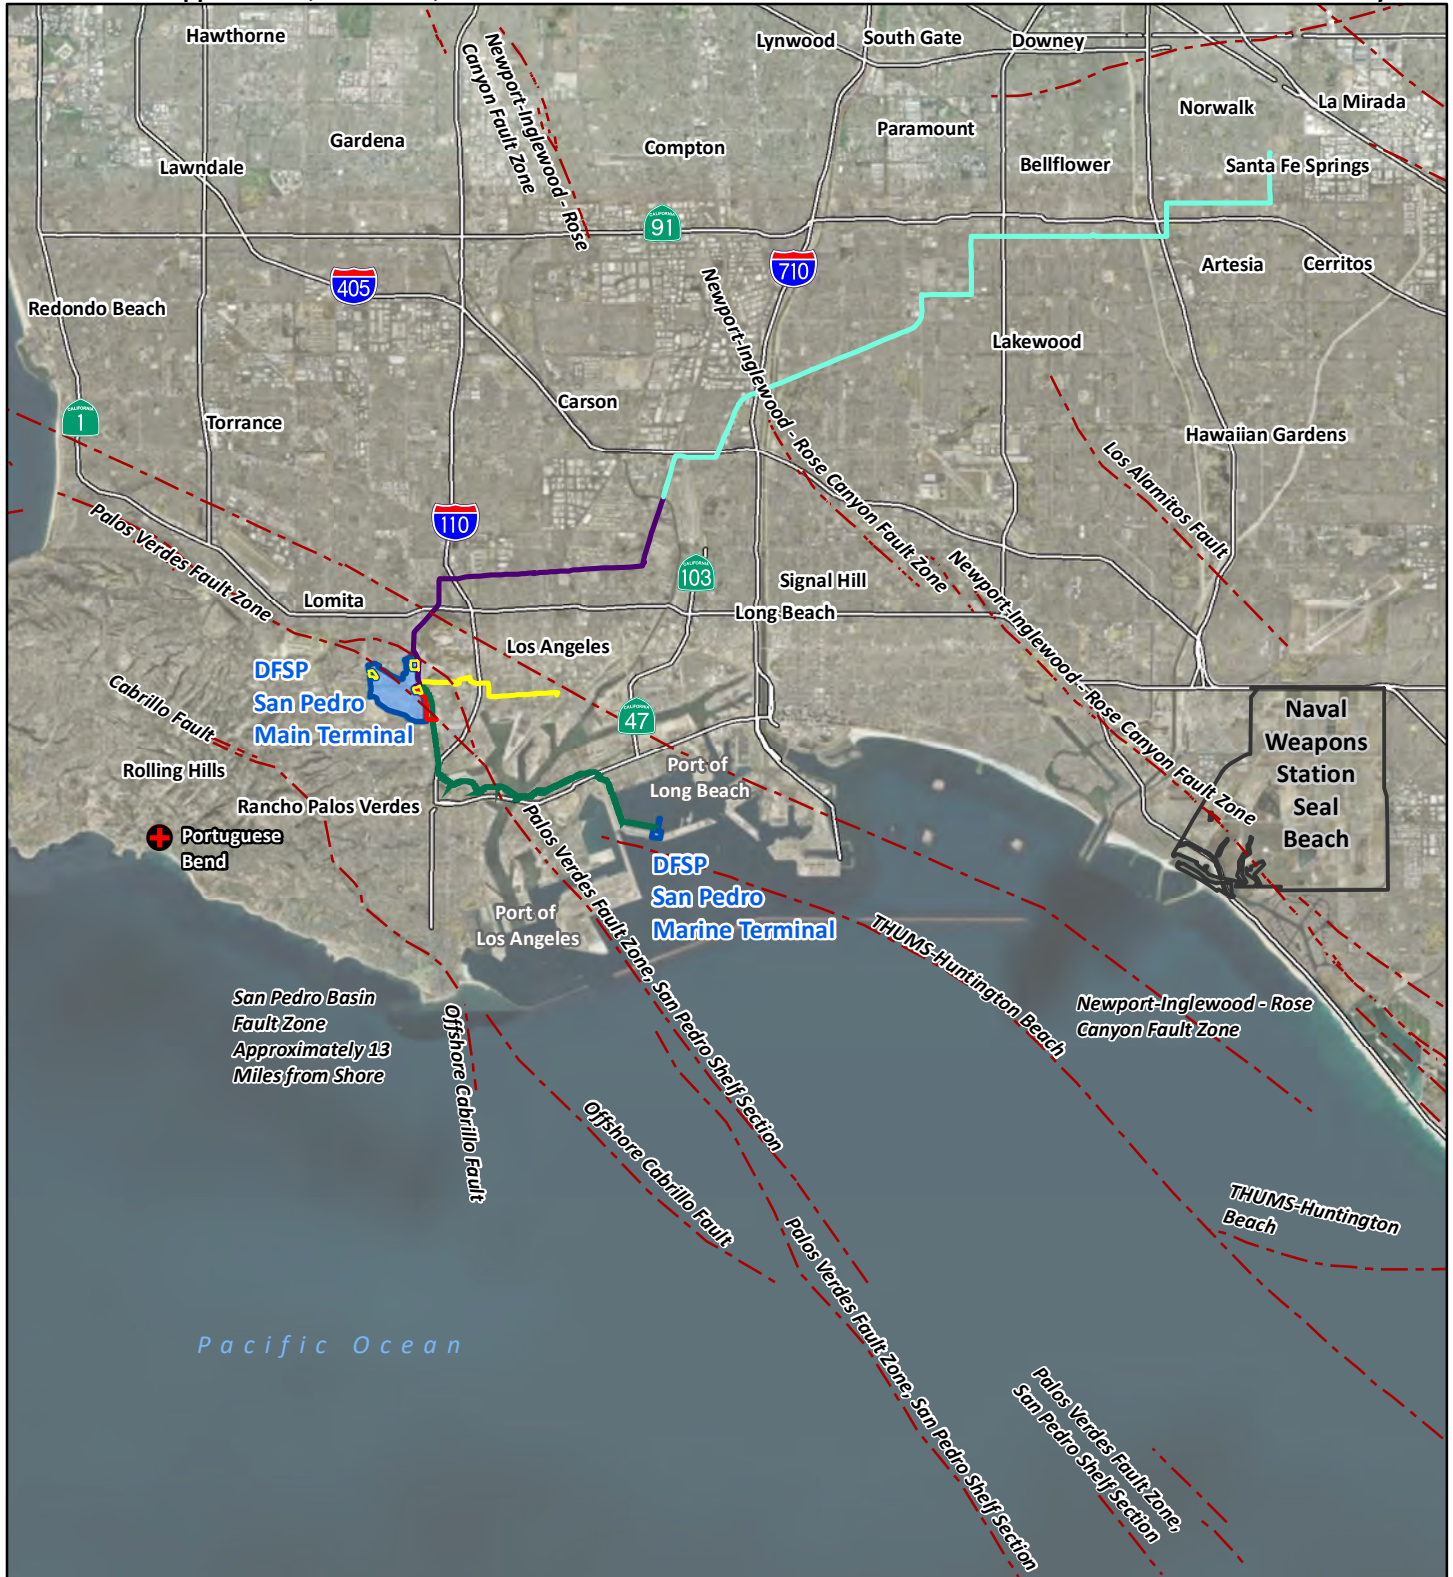 Hawthorne
Lynwood
South Gate
Downey
Newport-Inglewood - Rose
Canyon Fault Zone
La Mirada
Norwalk
Gardena
Compton
Paramount
Lawndale
Bellflower
Santa Fe Springs
CALIFORNIA
91
710
405
Artesia
Cerritos
Redondo Beach
Newport-Inglewood - Rose Canyon Fault Zone
Lakewood
CALIFORNIA
1
Torrance
Carson
Hawaiian Gardens
Los Alamitos Fault
Palos Verdes Fault Zone
110
CALIFORNIA
103
Signal Hill
Lomita
Long Beach
Newport-Inglewood - Rose Canyon Fault Zone
Los Angeles
DFSP
San Pedro
Main Terminal
Cabrillo Fault
CALIFORNIA
47
Naval
Weapons
Station
Seal
Beach
Rolling Hills
Port of
Long Beach
Rancho Palos Verdes
Portuguese
Bend
DFSP
San Pedro
Marine Terminal
Palos Verdes Fault Zone, San Pedro Shelf Section
Port of
Los Angeles
THUMS-Huntington Beach
San Pedro Basin
Fault Zone
Approximately 13
Miles from Shore
Offshore Cabrillo Fault
Newport-Inglewood - Rose
Canyon Fault Zone
Offshore Cabrillo Fault
THUMS-Huntington
Beach
Palos Verdes Fault Zone, San Pedro Shelf Section
Pacific Ocean
Palos Verdes Fault Zone,
San Pedro Shelf Section